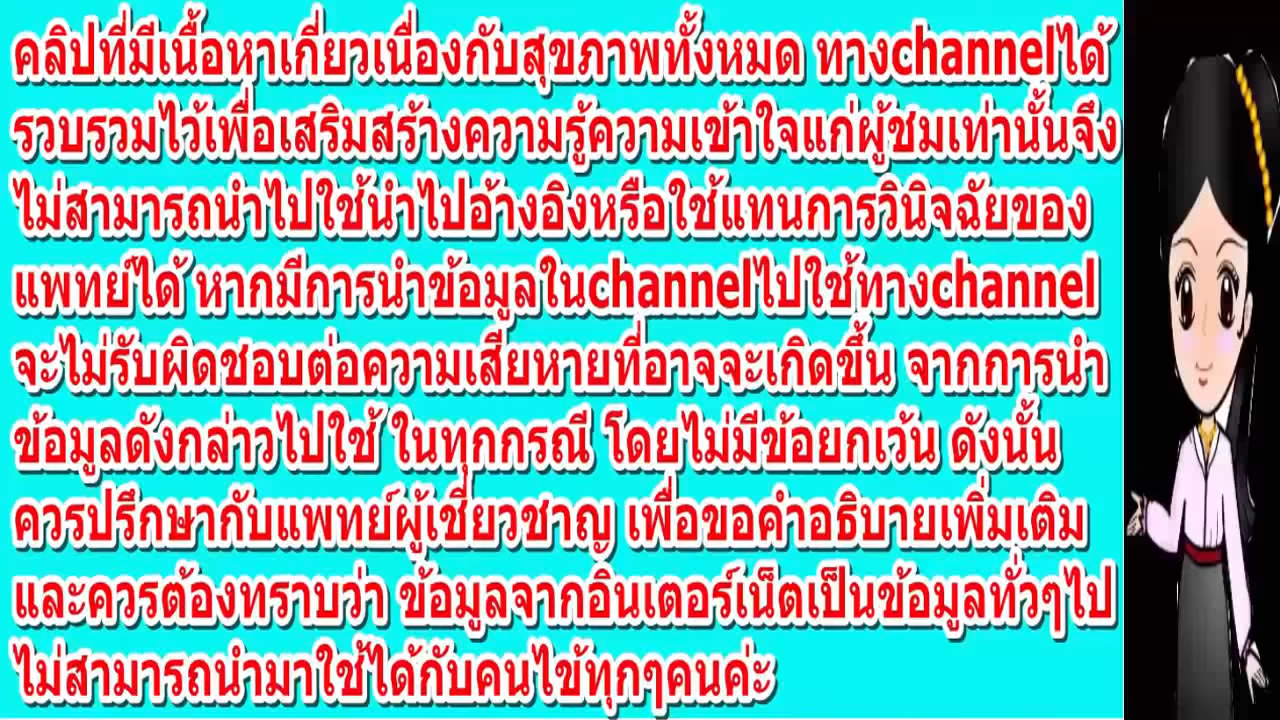 คลิปที่มีเนื้อหาเกี่ยวเนื่องกับสุขภาพทั้งหมด ทางchannelได้
รวบรวมไว้เพื่อเสริมสร้างความรู้ความเข้าใจแก่ผู้ชมเท่านั้นจึง
ไม่สามารถนำไปใช้นำไปอ้างอิงหรือใช้แทนการวินิจฉัยของ
แพทย์ได้ หากมีการนำข้อมูลในchannelไปใช้ทางchannel
จะไม่รับผิดชอบต่อความเสียหายที่อาจจะเกิดขึ้น จากการนำ
ข้อมูลดังกล่าวไปใช้ ในทุกกรณี โดยไม่มีข้อยกเว้น ดังนั้น
ควรปรึกษากับแพทย์ผู้เชี่ยวชาญ เพื่อขอคำอธิบายเพิ่มเติม
และควรต้องทราบว่า ข้อมูลจากอินเตอร์เน็ตเป็นข้อมูลทั่วๆไป
ไม่สามารถนำมาใช้ได้กับคนไข้ทุกๆคนค่ะ